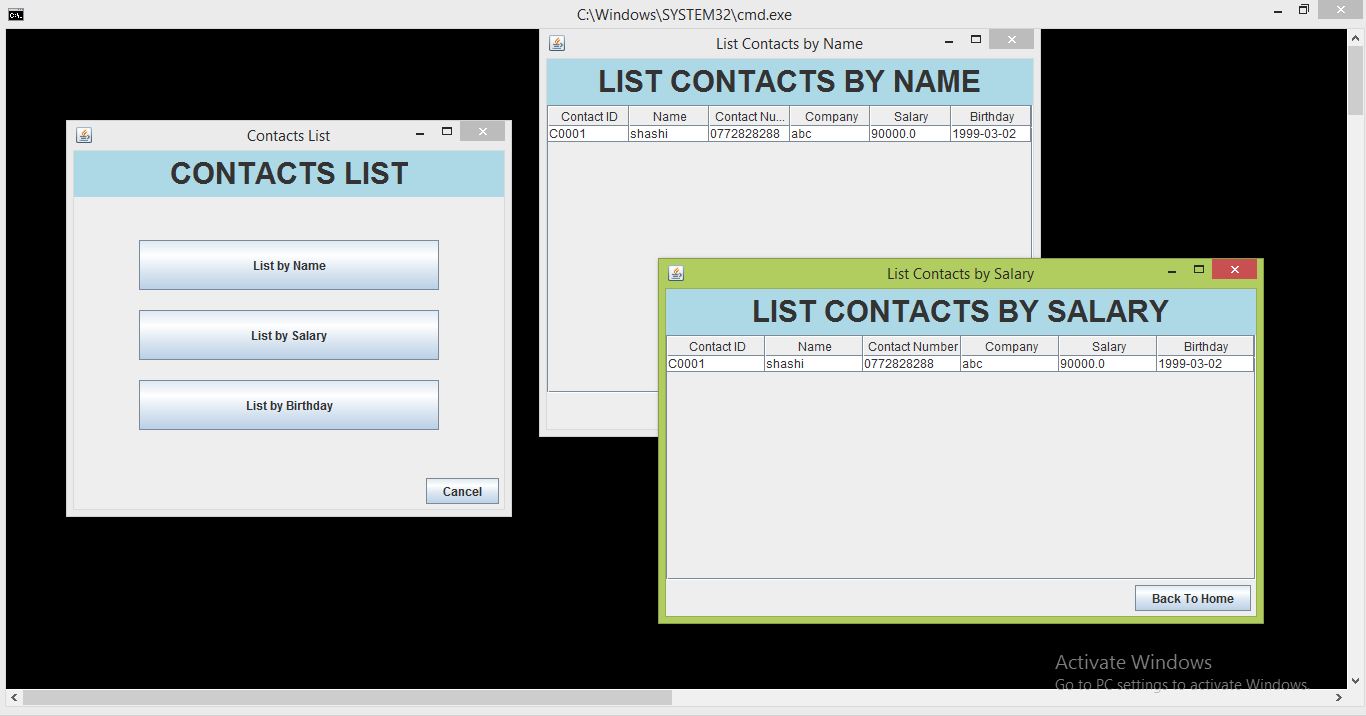 C:\Windows\SYSTEM32\cmd.exe
Contacts List
CONTACTS LIST
List by Name
List by Salary
List by Birthday
Cancel
List Contacts by Name
LIST CONTACTS BY NAME
Contact ID Name Contact Nu... Company Salary Birthday
C0001 shashi 0772828288 abc 90000.0 1999-03-02
List Contacts by Salary
LIST CONTACTS BY SALARY
Contact ID Name Contact Number Company Salary Birthday
C0001 shashi 0772828288 abc 90000.0 1999-03-02
Back To Home
Activate Windows
Go to PC settings to activate Windows.